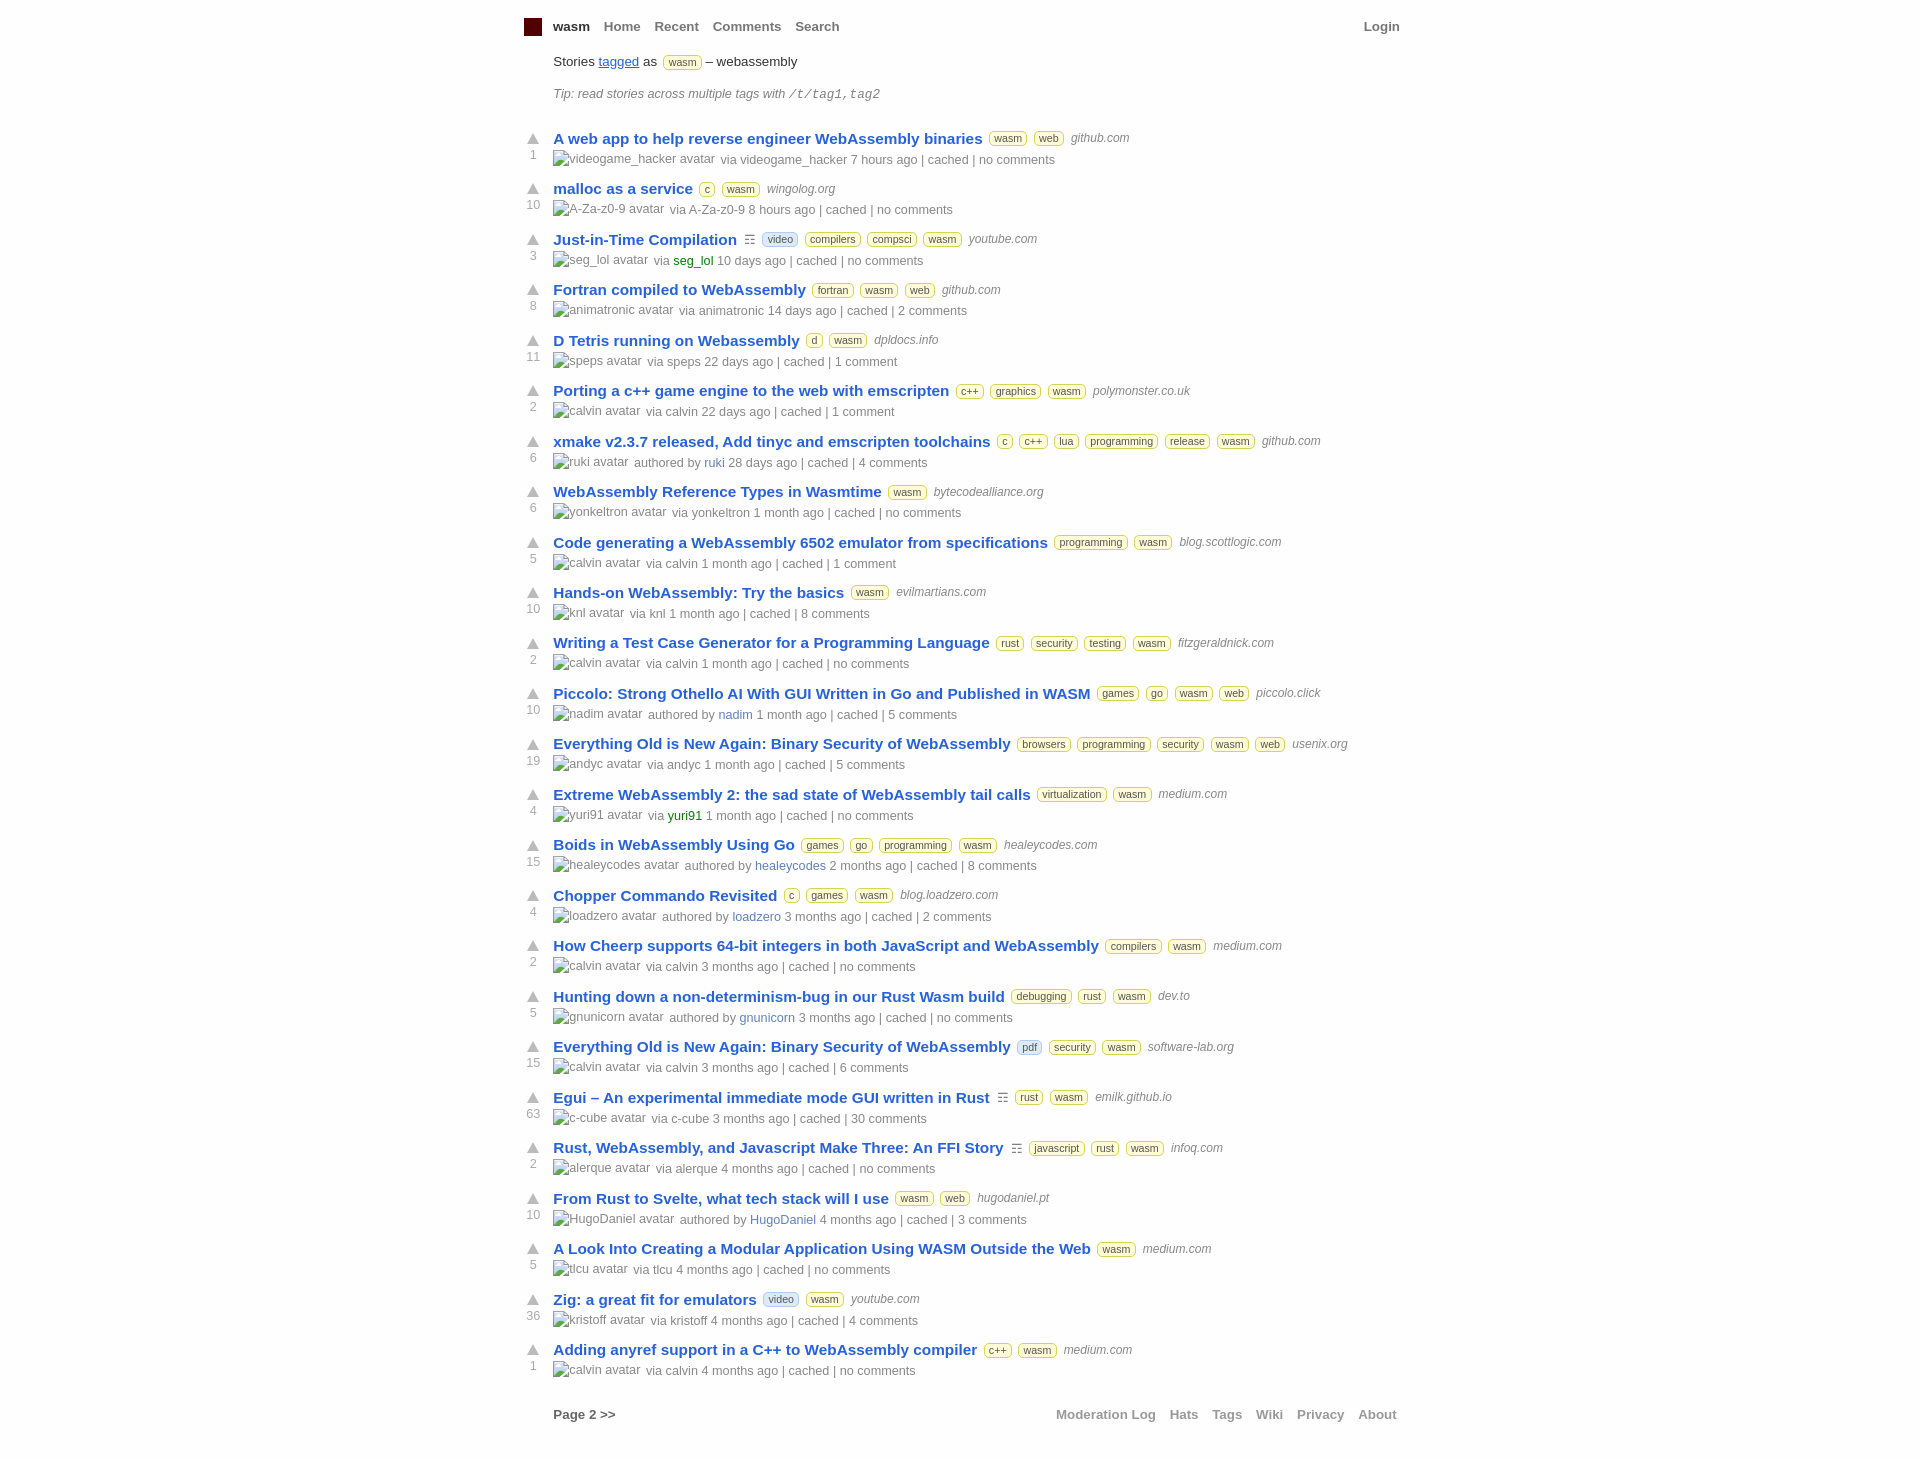 wasm Home Recent Comments Search Login
Stories tagged as wasm – webassembly
Tip: read stories across multiple tags with /t/tag1,tag2
A web app to help reverse engineer WebAssembly binaries wasm web github.com
1 videogame_hacker avatar via videogame_hacker 7 hours ago | cached | no comments
malloc as a service c wasm wingolog.org
10 A-Za-z0-9 avatar via A-Za-z0-9 8 hours ago | cached | no comments
Just-in-Time Compilation ☶ video compilers compsci wasm youtube.com
3 seg_lol avatar via seg_lol 10 days ago | cached | no comments
Fortran compiled to WebAssembly fortran wasm web github.com
8 animatronic avatar via animatronic 14 days ago | cached | 2 comments
D Tetris running on Webassembly d wasm dpldocs.info
11 speps avatar via speps 22 days ago | cached | 1 comment
Porting a c++ game engine to the web with emscripten c++ graphics wasm polymonster.co.uk
2 calvin avatar via calvin 22 days ago | cached | 1 comment
xmake v2.3.7 released, Add tinyc and emscripten toolchains c c++ lua programming release wasm github.com
6 ruki avatar authored by ruki 28 days ago | cached | 4 comments
WebAssembly Reference Types in Wasmtime wasm bytecodealliance.org
6 yonkeltron avatar via yonkeltron 1 month ago | cached | no comments
Code generating a WebAssembly 6502 emulator from specifications programming wasm blog.scottlogic.com
5 calvin avatar via calvin 1 month ago | cached | 1 comment
Hands-on WebAssembly: Try the basics wasm evilmartians.com
10 knl avatar via knl 1 month ago | cached | 8 comments
Writing a Test Case Generator for a Programming Language rust security testing wasm fitzgeraldnick.com
2 calvin avatar via calvin 1 month ago | cached | no comments
Piccolo: Strong Othello AI With GUI Written in Go and Published in WASM games go wasm web piccolo.click
10 nadim avatar authored by nadim 1 month ago | cached | 5 comments
Everything Old is New Again: Binary Security of WebAssembly browsers programming security wasm web usenix.org
19 andyc avatar via andyc 1 month ago | cached | 5 comments
Extreme WebAssembly 2: the sad state of WebAssembly tail calls virtualization wasm medium.com
4 yuri91 avatar via yuri91 1 month ago | cached | no comments
Boids in WebAssembly Using Go games go programming wasm healeycodes.com
15 healeycodes avatar authored by healeycodes 2 months ago | cached | 8 comments
Chopper Commando Revisited c games wasm blog.loadzero.com
4 loadzero avatar authored by loadzero 3 months ago | cached | 2 comments
How Cheerp supports 64-bit integers in both JavaScript and WebAssembly compilers wasm medium.com
2 calvin avatar via calvin 3 months ago | cached | no comments
Hunting down a non-determinism-bug in our Rust Wasm build debugging rust wasm dev.to
5 gnunicorn avatar authored by gnunicorn 3 months ago | cached | no comments
Everything Old is New Again: Binary Security of WebAssembly pdf security wasm software-lab.org
15 calvin avatar via calvin 3 months ago | cached | 6 comments
Egui – An experimental immediate mode GUI written in Rust ☶ rust wasm emilk.github.io
63 c-cube avatar via c-cube 3 months ago | cached | 30 comments
Rust, WebAssembly, and Javascript Make Three: An FFI Story ☶ javascript rust wasm infoq.com
2 alerque avatar via alerque 4 months ago | cached | no comments
From Rust to Svelte, what tech stack will I use wasm web hugodaniel.pt
10 HugoDaniel avatar authored by HugoDaniel 4 months ago | cached | 3 comments
A Look Into Creating a Modular Application Using WASM Outside the Web wasm medium.com
5 tlcu avatar via tlcu 4 months ago | cached | no comments
Zig: a great fit for emulators video wasm youtube.com
36 kristoff avatar via kristoff 4 months ago | cached | 4 comments
Adding anyref support in a C++ to WebAssembly compiler c++ wasm medium.com
1 calvin avatar via calvin 4 months ago | cached | no comments
Page 2 >> Moderation Log Hats Tags Wiki Privacy About